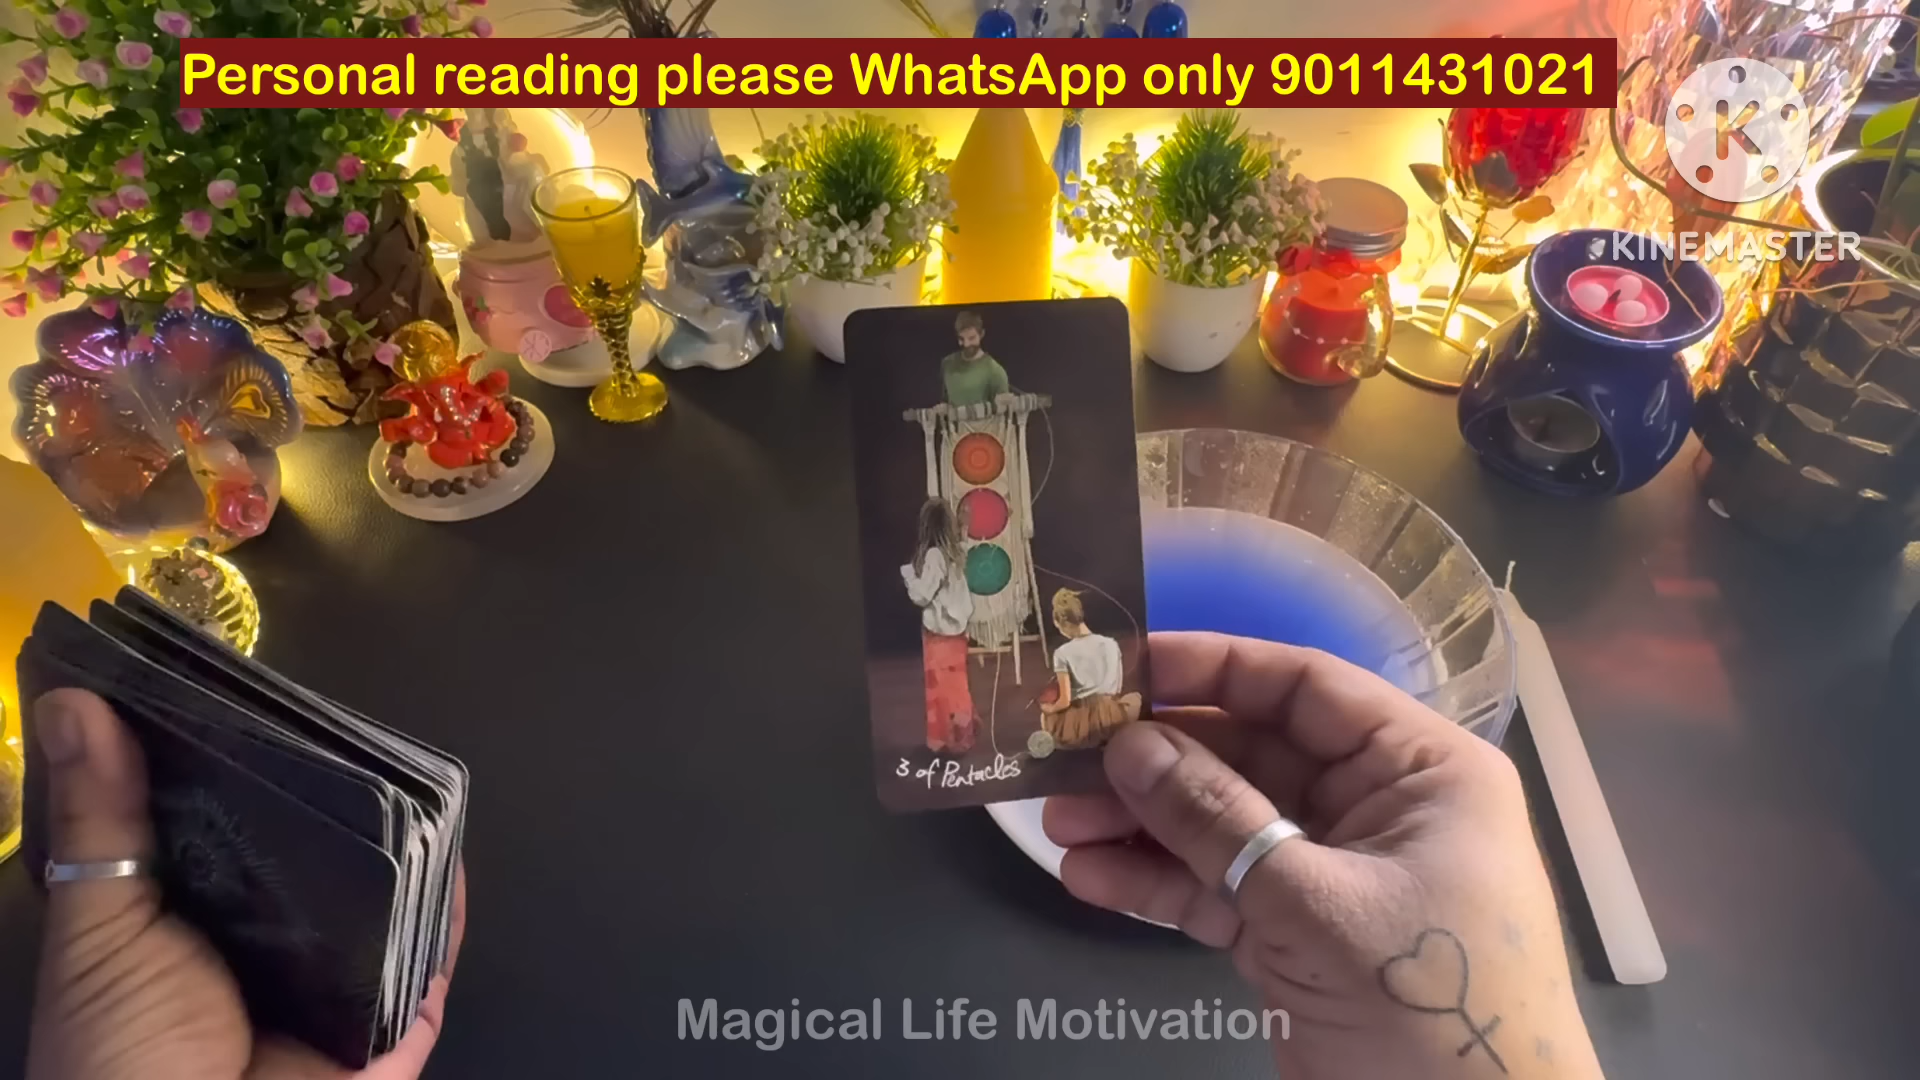 Personal reading please WhatsApp only 9011431021
K
KINEMASTER
3 of Pentacles
Magical Life Motivation